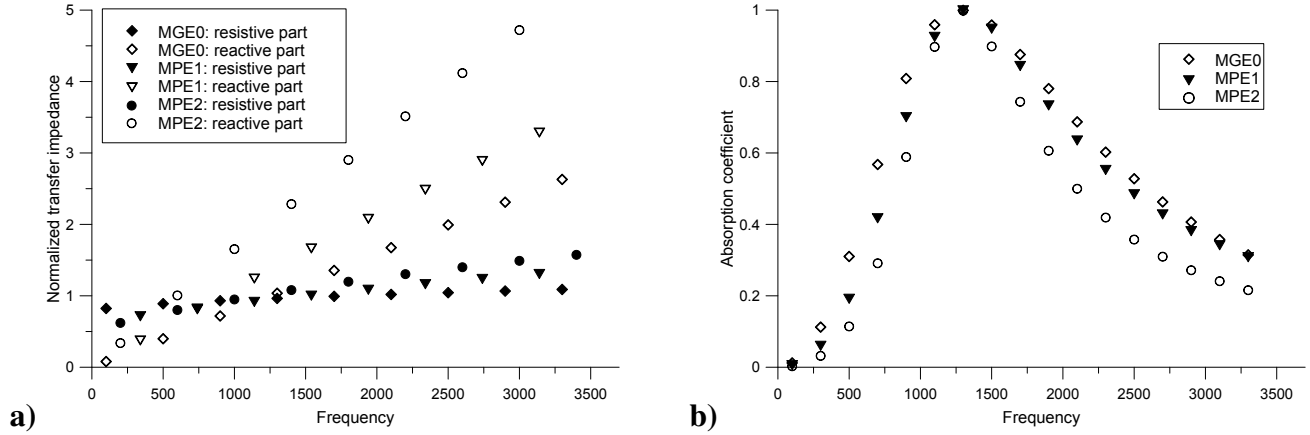 5
4
3
2
1
0
Normalized transfer impedance
MGE0: resistive part
MGE0: reactive part
MPE1: resistive part
MPE1: reactive part
MPE2: resistive part
MPE2: reactive part
0 500 1000 1500 2000 2500 3000 3500
Frequency
a)
1
0.8
0.6
0.4
0.2
0
Absorption coefficient
MGE0
MPE1
MPE2
0 500 1000 1500 2000 2500 3000 3500
Frequency
b)